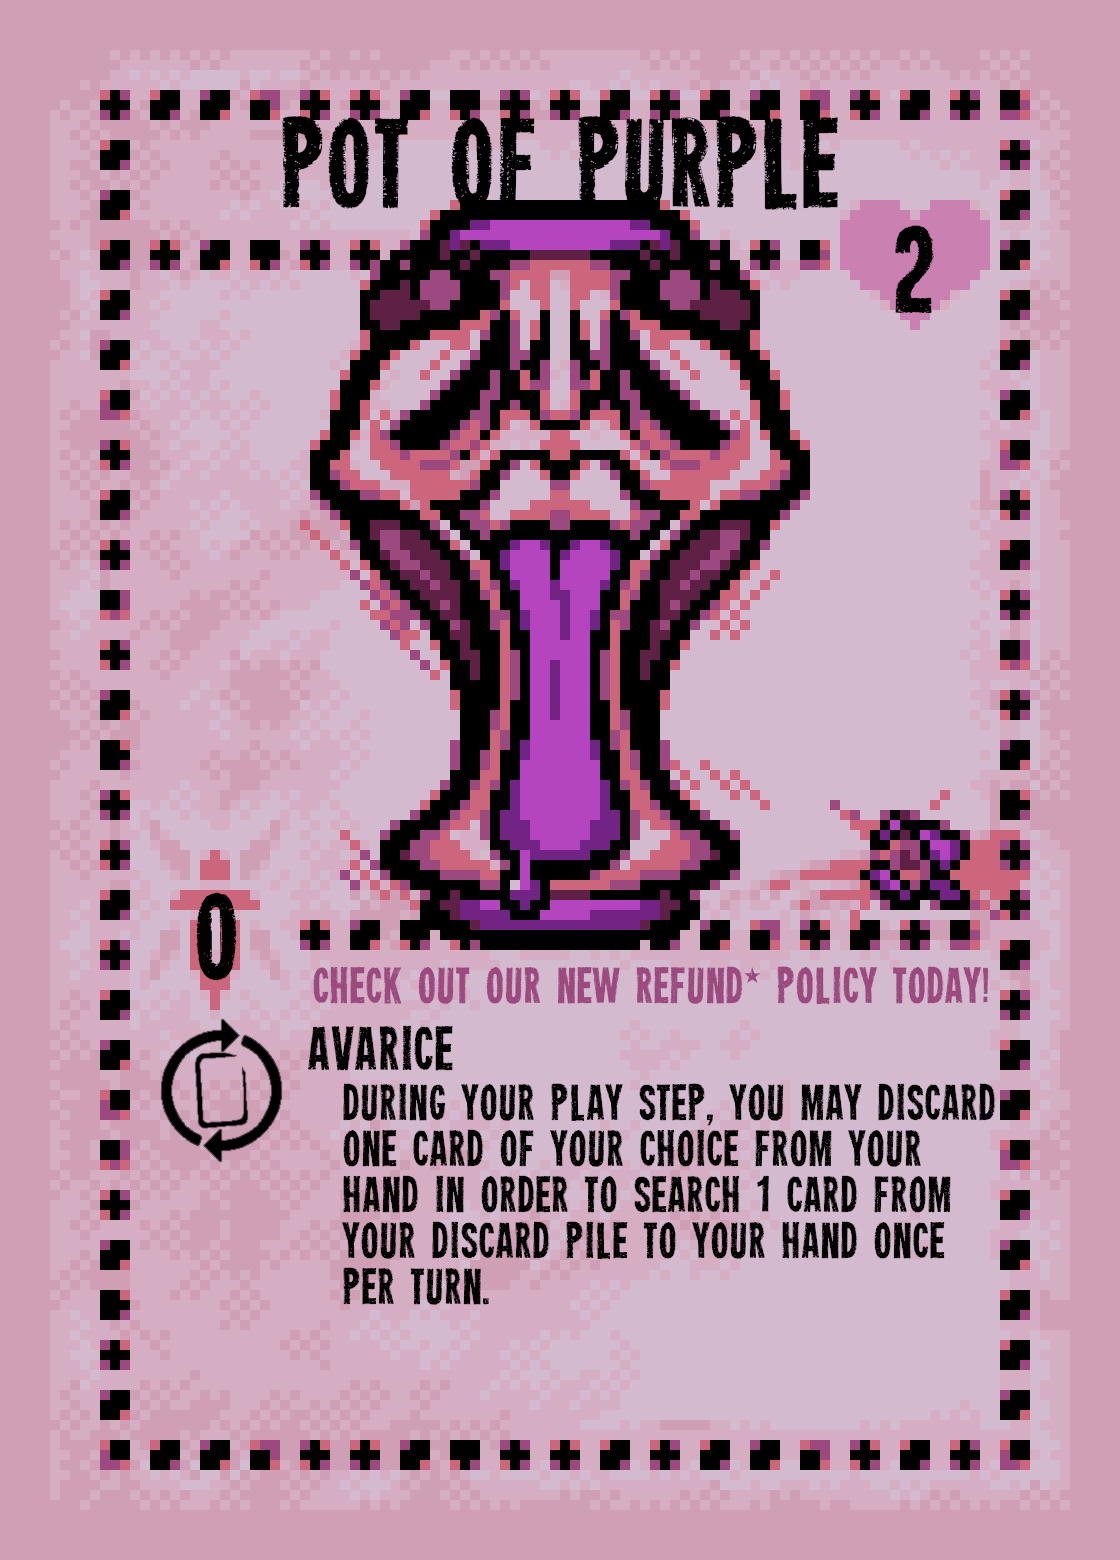 POT OF PURPLE
2
0
CHECK OUT OUR NEW REFUND* POLICY TODAY!
AVARICE
DURING YOUR PLAY STEP, YOU MAY DISCARD
ONE CARD OF YOUR CHOICE FROM YOUR
HAND IN ORDER TO SEARCH 1 CARD FROM
YOUR DISCARD PILE TO YOUR HAND ONCE
PER TURN.